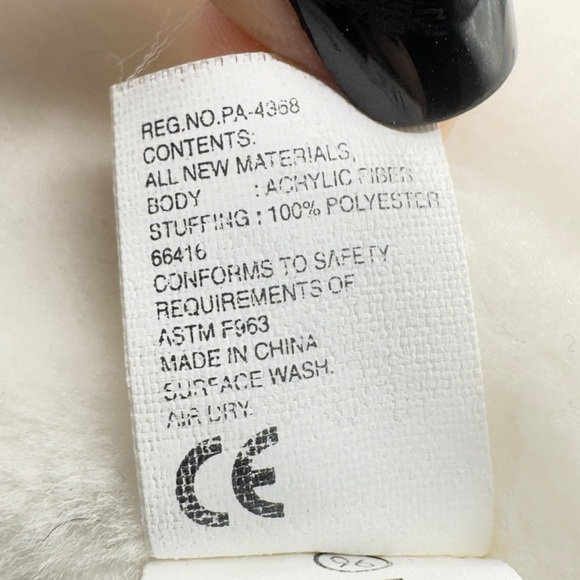 REG.NO.PA-4368
CONTENTS:
ALL NEW MATERIALS,
BODY : ACRYLIC FIBER
STUFFING : 100% POLYESTER
66416
CONFORMS TO SAFETY
REQUIREMENTS OF
ASTM F963
MADE IN CHINA
SURFACE WASH.
AIR DRY.
CE